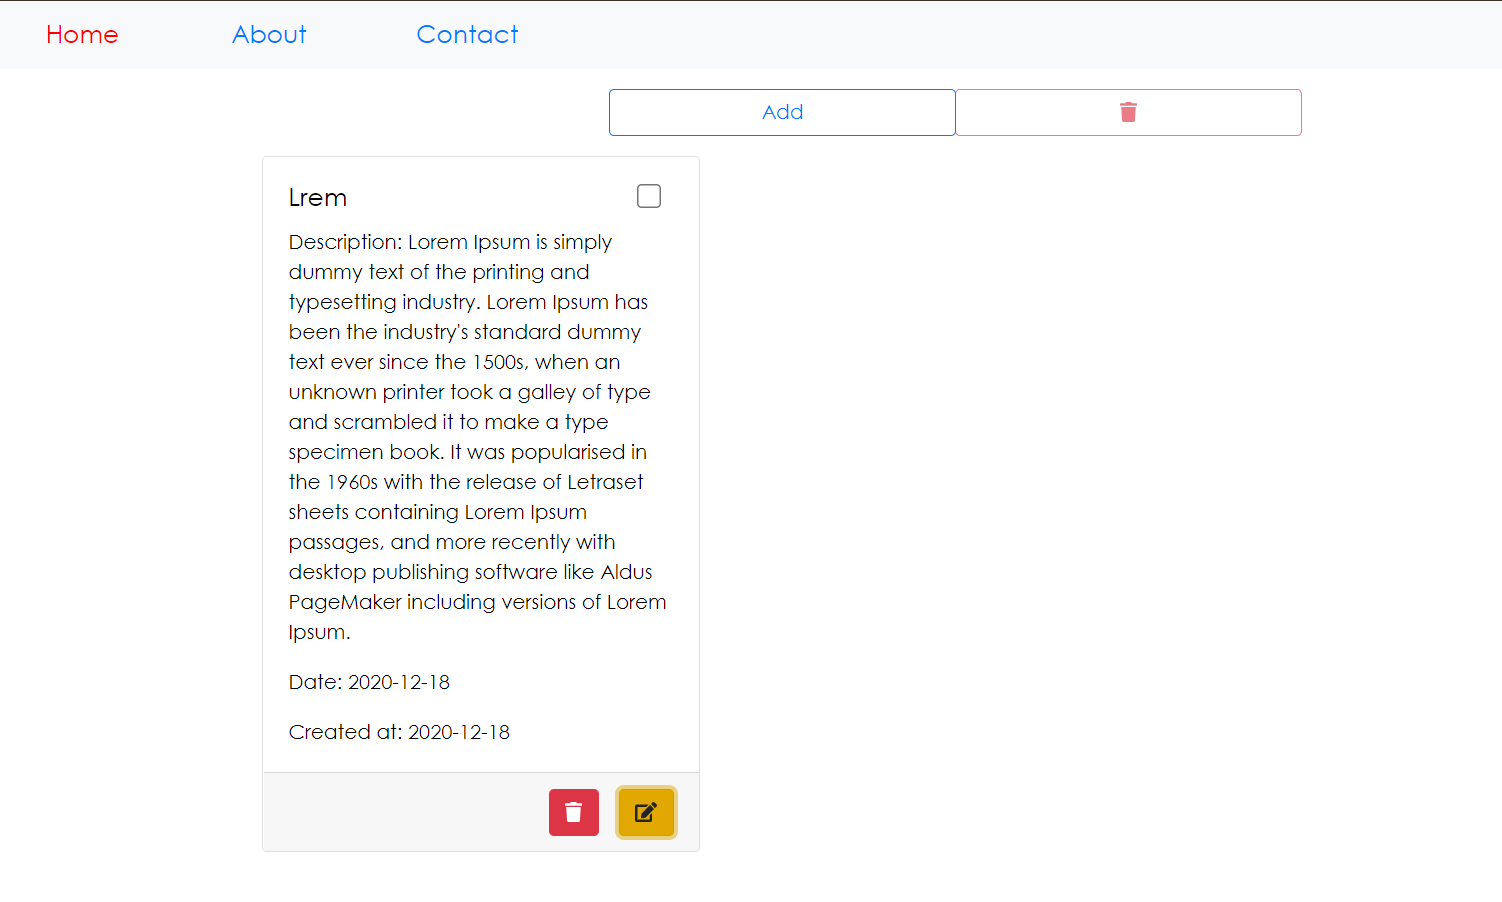 Home About Contact
Add
Lrem
Description: Lorem Ipsum is simply
dummy text of the printing and
typesetting industry. Lorem Ipsum has
been the industry's standard dummy
text ever since the 1500s, when an
unknown printer took a galley of type
and scrambled it to make a type
specimen book. It was popularised in
the 1960s with the release of Letraset
sheets containing Lorem Ipsum
passages, and more recently with
desktop publishing software like Aldus
PageMaker including versions of Lorem
Ipsum.
Date: 2020-12-18
Created at: 2020-12-18